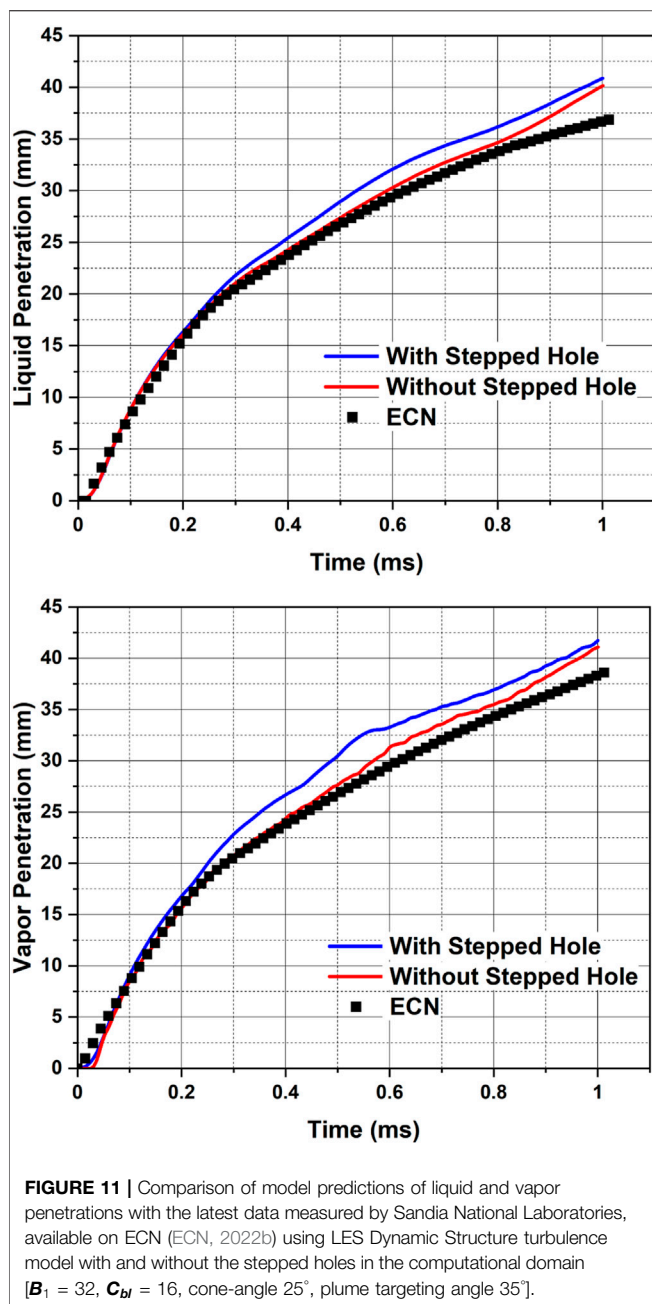 45
40
35
30
25
20
15
10
5
0
Liquid Penetration (mm)
With Stepped Hole
Without Stepped Hole
ECN
0 0.2 0.4 0.6 0.8 1
Time (ms)
45
40
35
30
25
20
15
10
5
0
Vapor Penetration (mm)
With Stepped Hole
Without Stepped Hole
ECN
0 0.2 0.4 0.6 0.8 1
Time (ms)
FIGURE 11 | Comparison of model predictions of liquid and vapor
penetrations with the latest data measured by Sandia National Laboratories,
available on ECN (ECN, 2022b) using LES Dynamic Structure turbulence
model with and without the stepped holes in the computational domain
[B1 = 32, Cbl = 16, cone-angle 25°, plume targeting angle 35°].